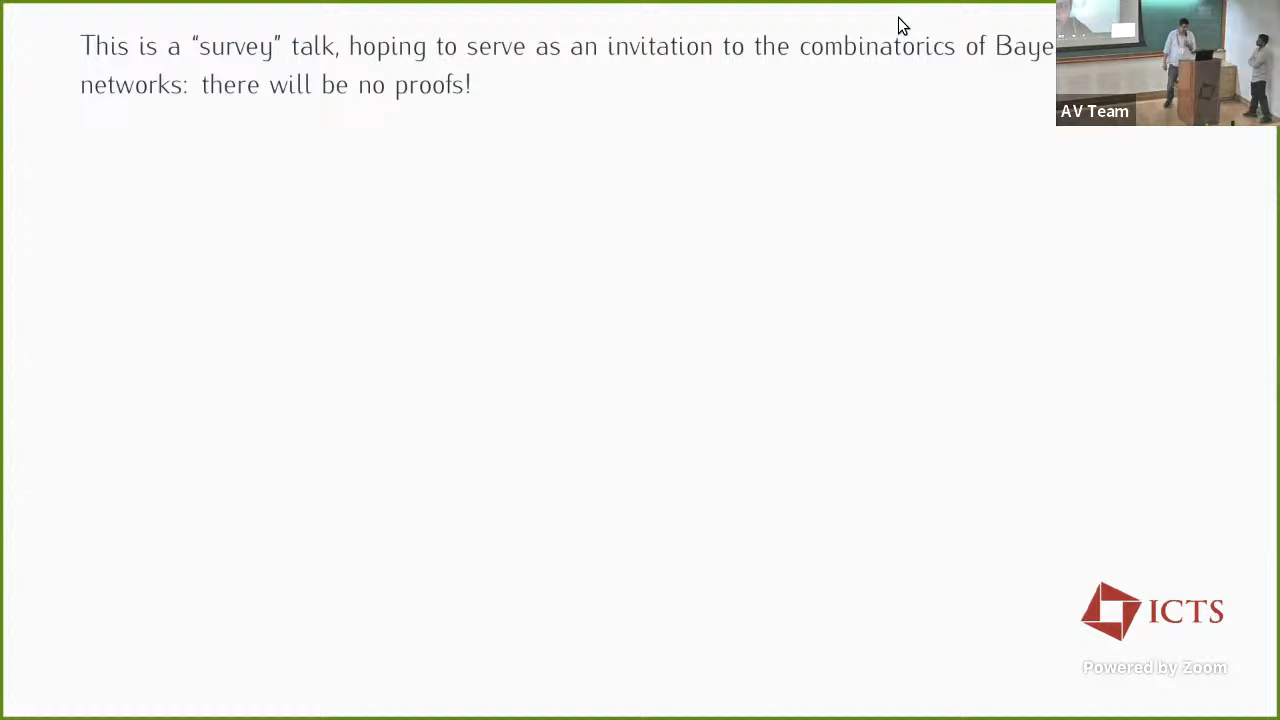 This is a “survey” talk, hoping to serve as an invitation to the combinatorics of Baye
networks: there will be no proofs!
AV Team
ICTS
Powered by Zoom